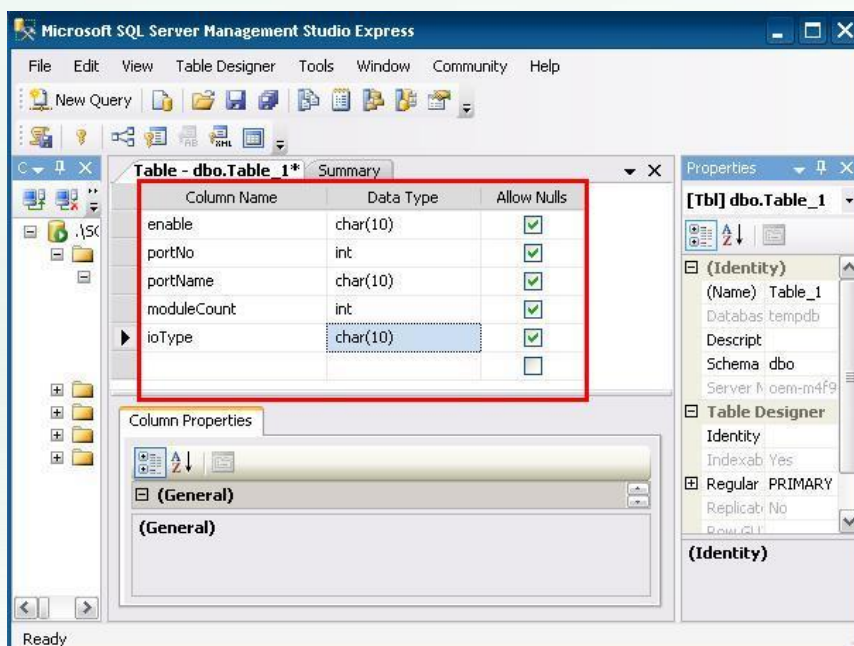 Microsoft SQL Server Management Studio Express
File Edit View Table Designer Tools Window Community Help
New Query
Table - dbo.Table_1* Summary
Column Name Data Type Allow Nulls
enable char(10)
portNo int
portName char(10)
moduleCount int
ioType char(10)
Column Properties
(General)
(General)
Properties
[Tbl] dbo.Table_1
(Identity)
(Name) Table_1
Databas tempdb
Descript
Schema dbo
Server N oem-m4f9
Table Designer
Identity
Indexab Yes
Regular PRIMARY
Replicat No
(Identity)
Ready